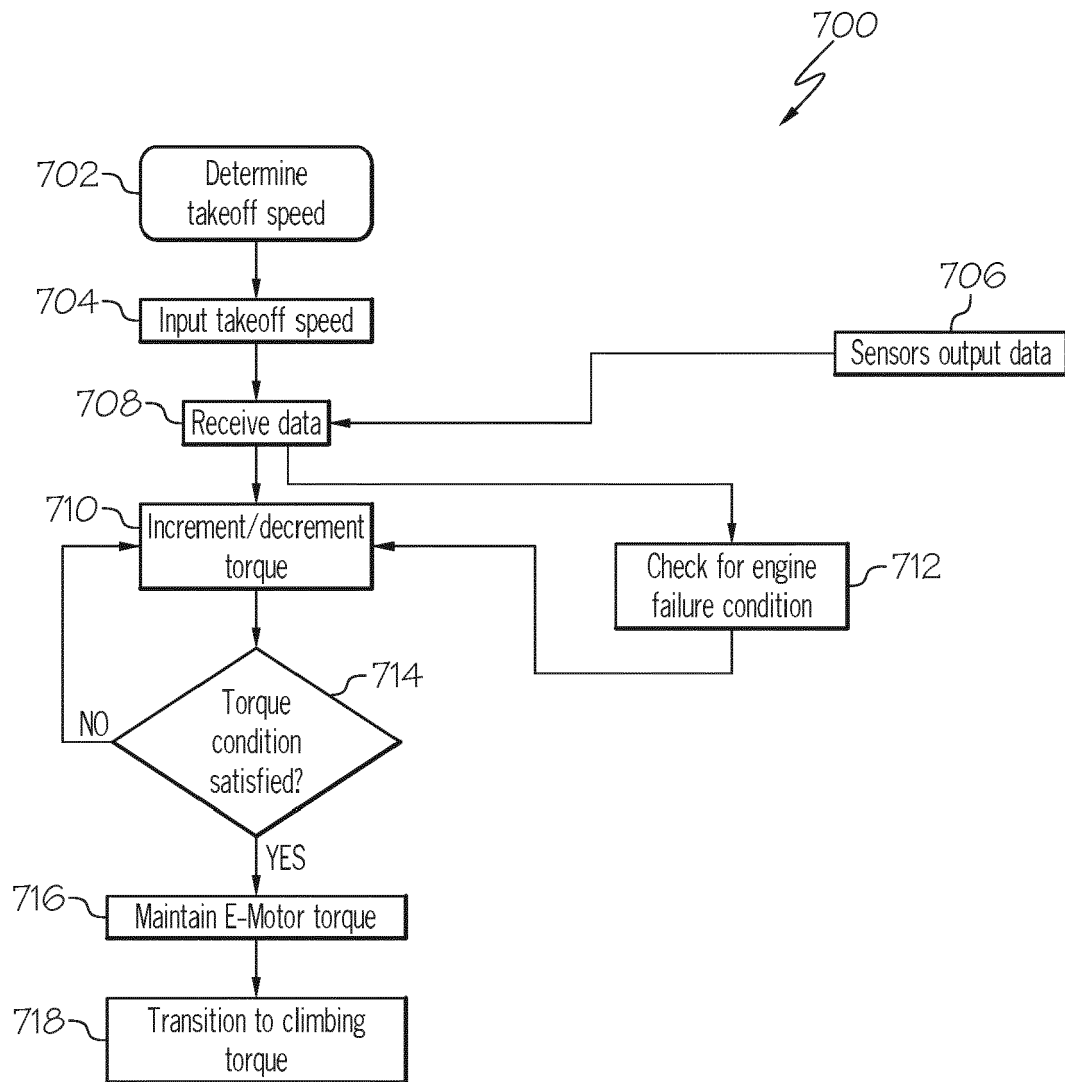 700
702
Determine
takeoff speed
704
Input takeoff speed
706
Sensors output data
708
Receive data
710
Increment/decrement
torque
Check for engine
failure condition
712
714
Torque
condition
satisfied?
NO
YES
716
Maintain E-Motor torque
718
Transition to climbing
torque